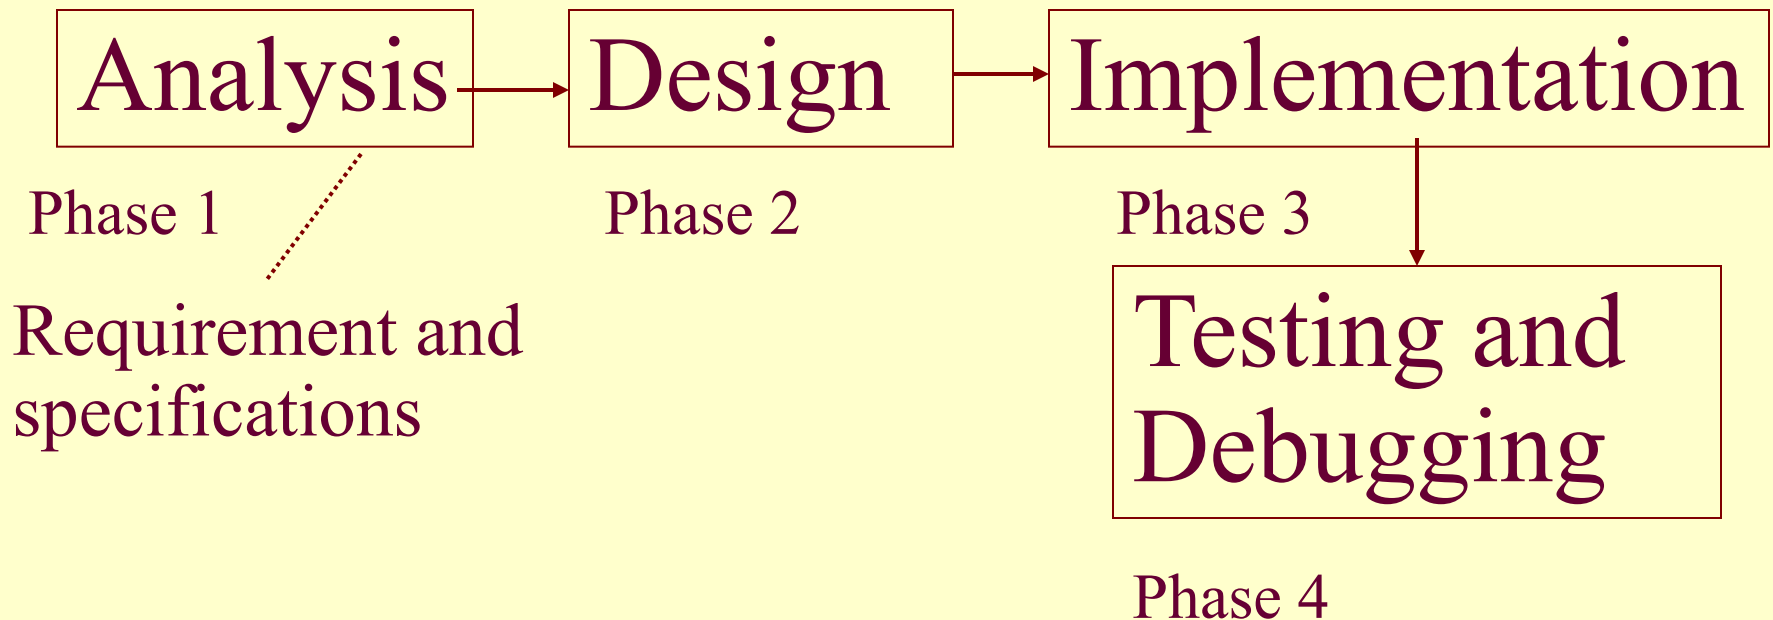 Analysis
Design
Implementation
Phase 1
Phase 2
Phase 3
Requirement and
specifications
Testing and
Debugging
Phase 4